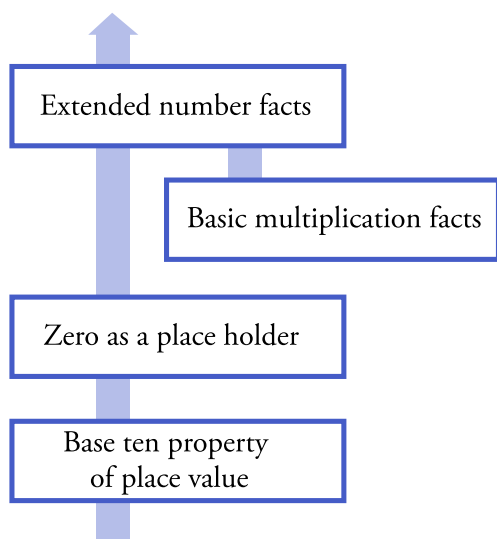 Extended number facts
Basic multiplication facts
Zero as a place holder
Base ten property
of place value